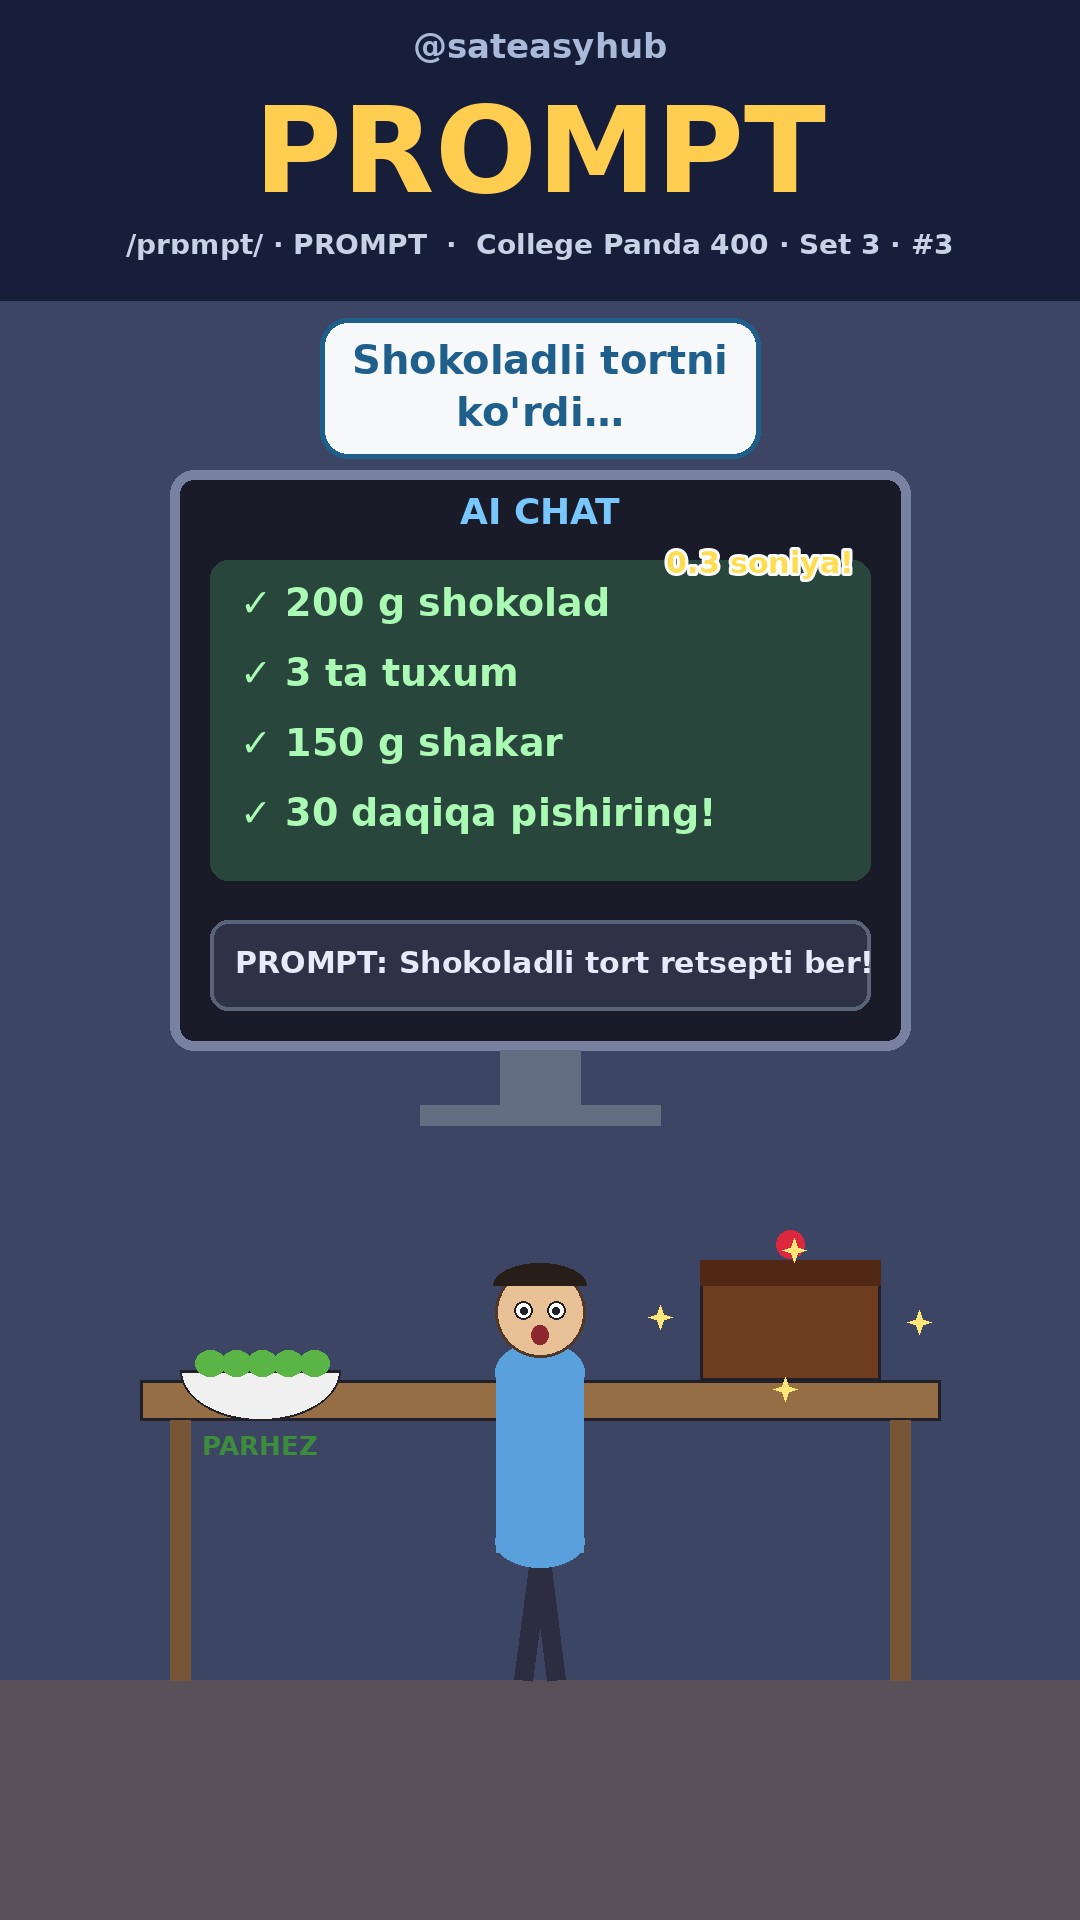 @sateasyhub
PROMPT
/prɒmpt/ · PROMPT · College Panda 400 · Set 3 · #3
Shokoladli tortni
ko'rdi...
AI CHAT
0.3 soniya!
✓ 200 g shokolad
✓ 3 ta tuxum
✓ 150 g shakar
✓ 30 daqiqa pishiring!
PROMPT: Shokoladli tort retsepti ber!
PARHEZ